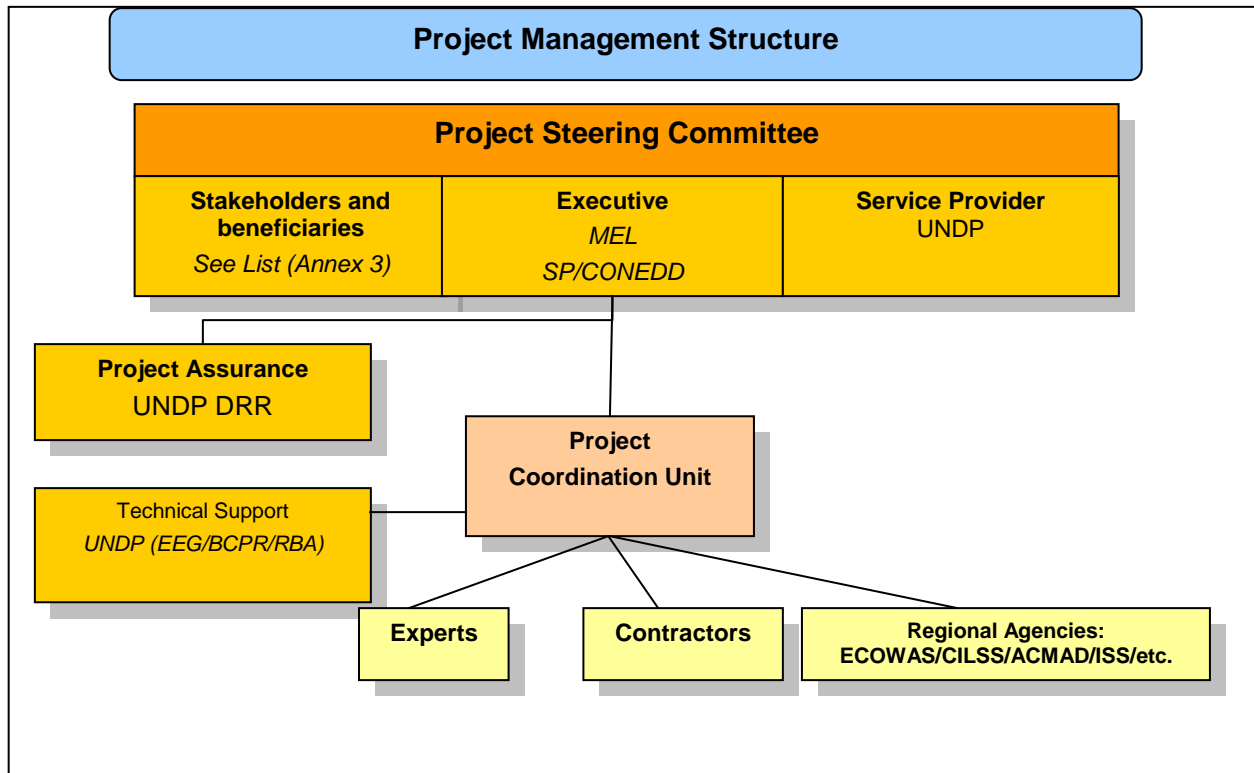 Project Management Structure
Project Steering Committee
Stakeholders and
beneficiaries
See List (Annex 3)
Executive
MEL
SP/CONEDD
Service Provider
UNDP
Project Assurance
UNDP DRR
Project
Coordination Unit
Technical Support
UNDP (EEG/BCPR/RBA)
Experts
Contractors
Regional Agencies:
ECOWAS/CILSS/ACMAD/ISS/etc.